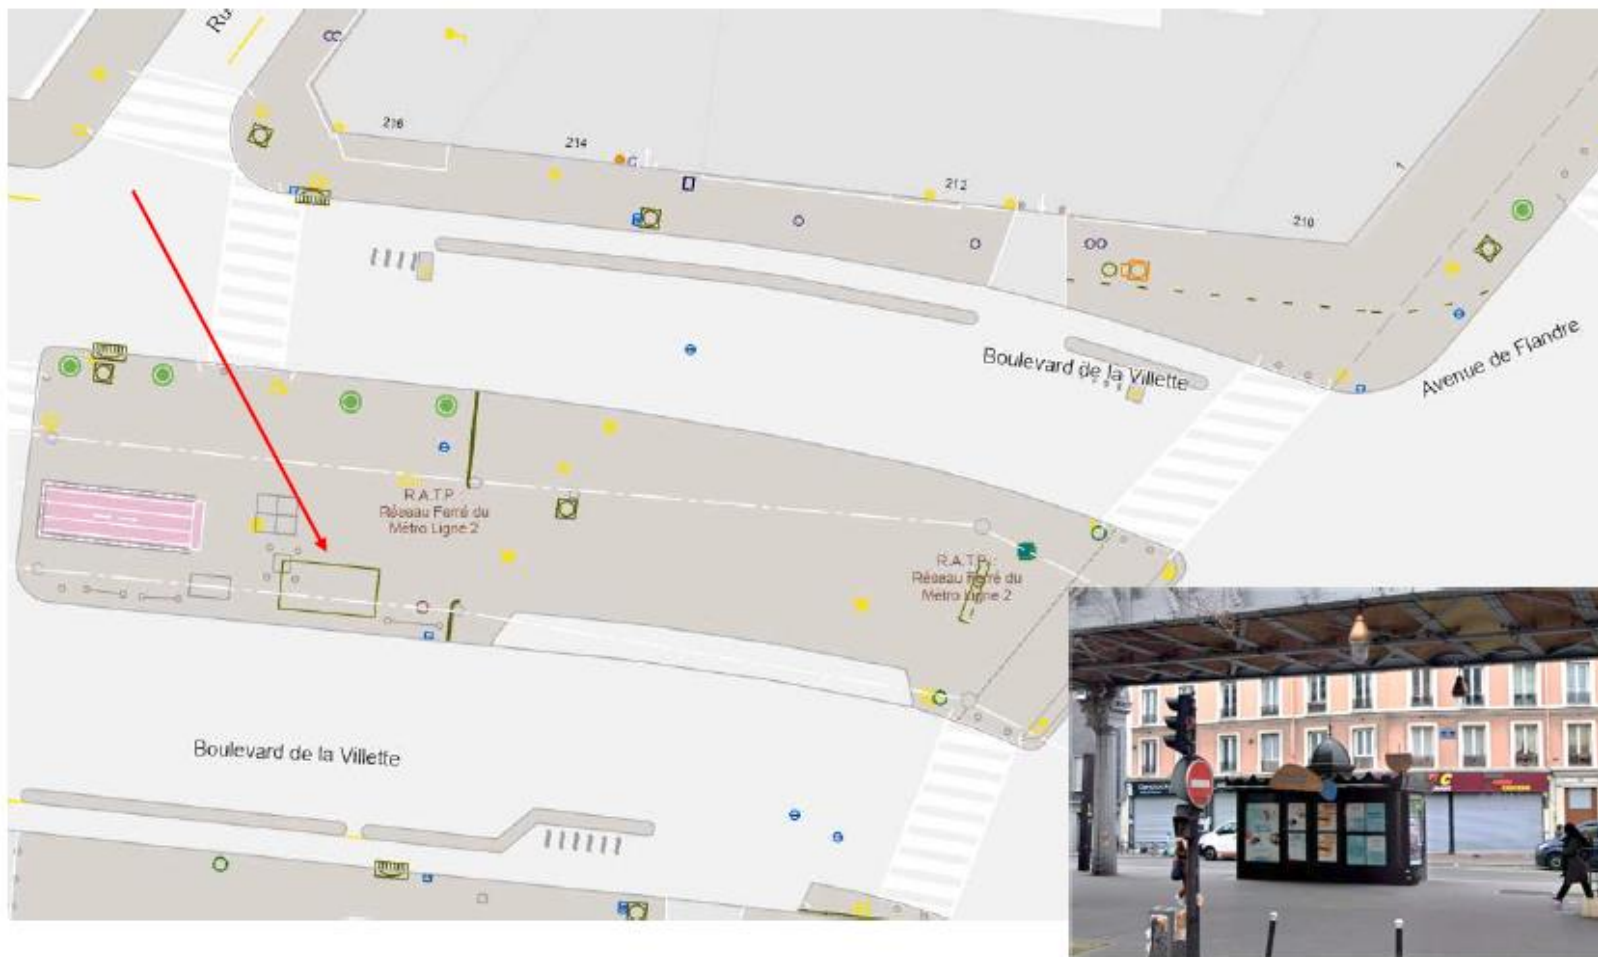 Ru
216
214
G
212
210
1
Boulevard de la Villette
Avenue de Flandre
R.A.T.P :
Réseau Ferré du
Métro Ligne 2
R.A.T.P :
Réseau Ferré du
Métro Ligne 2
Boulevard de la Villette